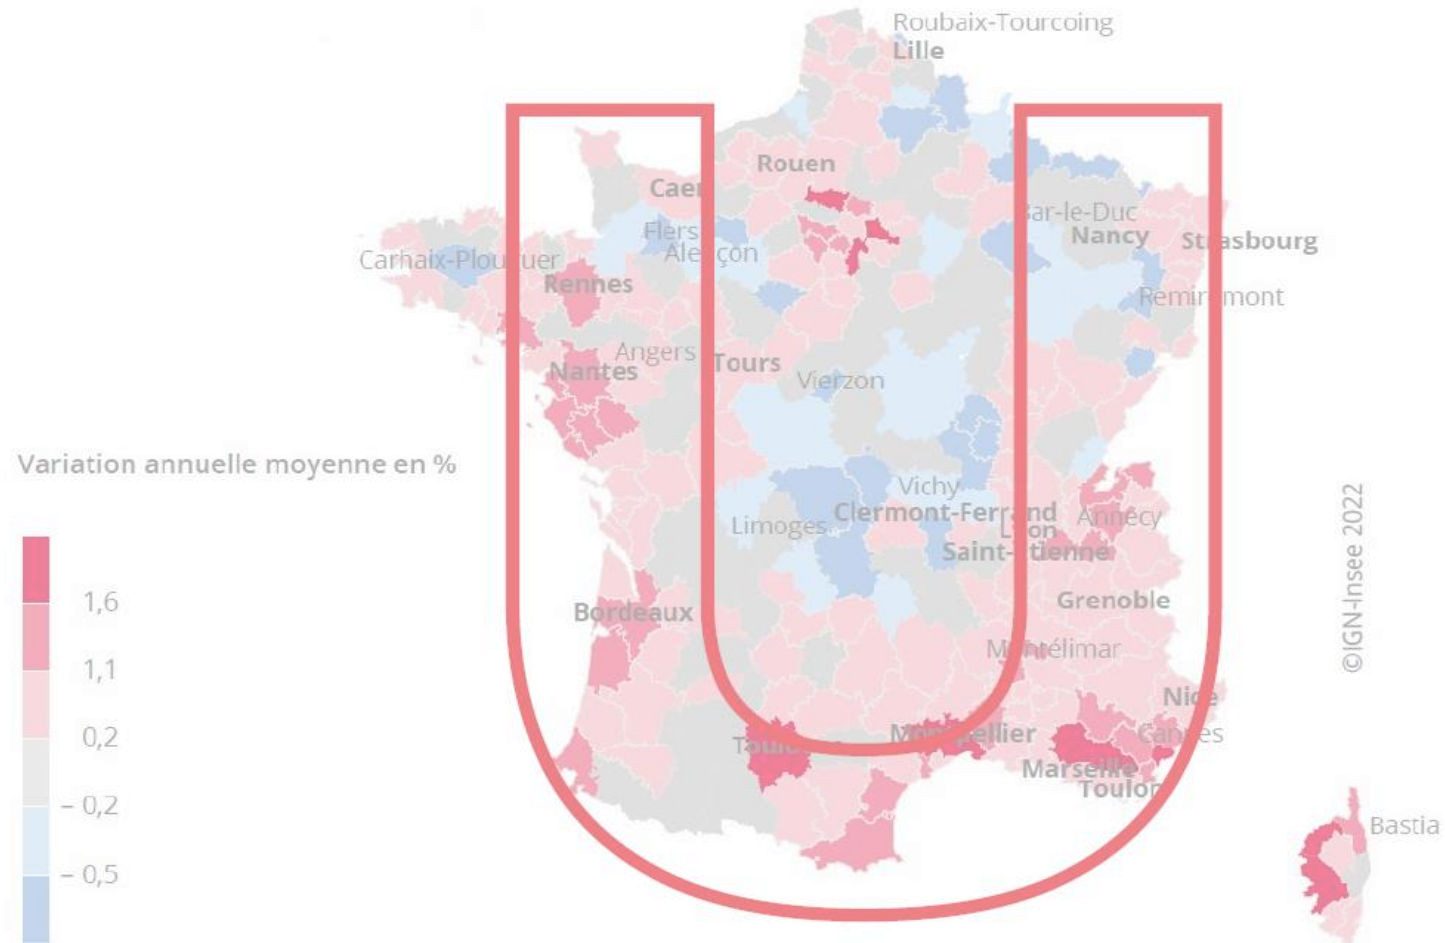 Roubaix-Tourcoing
Lille
Rouen
Caen
Bar-le-Duc
Flers
Nancy
Strasbourg
Alençon
Carhaix-Plouguer
Rennes
Remiremont
Angers
Tours
Nantes
Vierzon
Variation annuelle moyenne en %
Vichy
Clermont-Ferrand
Annecy
Limoges
Lyon
Saint-Étienne
1,6
Grenoble
Bordeaux
1,1
Montélimar
Nice
0,2
Montpellier
Cannes
Toulouse
Marseille
Toulon
– 0,2
Bastia
– 0,5
©IGN-Insee 2022